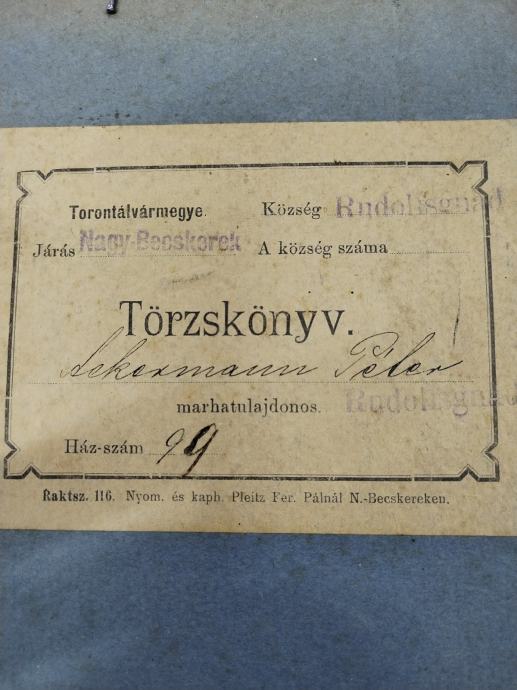 Torontálvármegye. Község Rudolfsgnad
Járás Nagy-Becskerek A község száma
Törzskönyv.
Ackermann Péter
marhatulajdonos. Rudolfsgnad
Ház-szám 99
Raktsz. 116. Nyom. és kaph. Pleitz Fer. Pálnál N.-Becskereken.